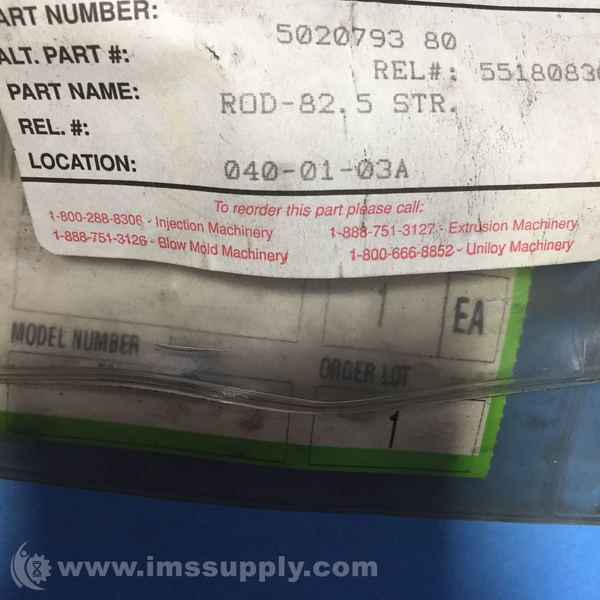 ART NUMBER: 5020793 80
ALT. PART #: REL#: 5518083
PART NAME: ROD-82.5 STR.
REL. #:
LOCATION: 040-01-03A
To reorder this part please call:
1-800-288-8306 - Injection Machinery 1-888-751-3127 - Extrusion Machinery
1-888-751-3126 - Blow Mold Machinery 1-800-666-8852 - Uniloy Machinery
1 EA
MODEL NUMBER
ORDER LOT
1
www.imssupply.com